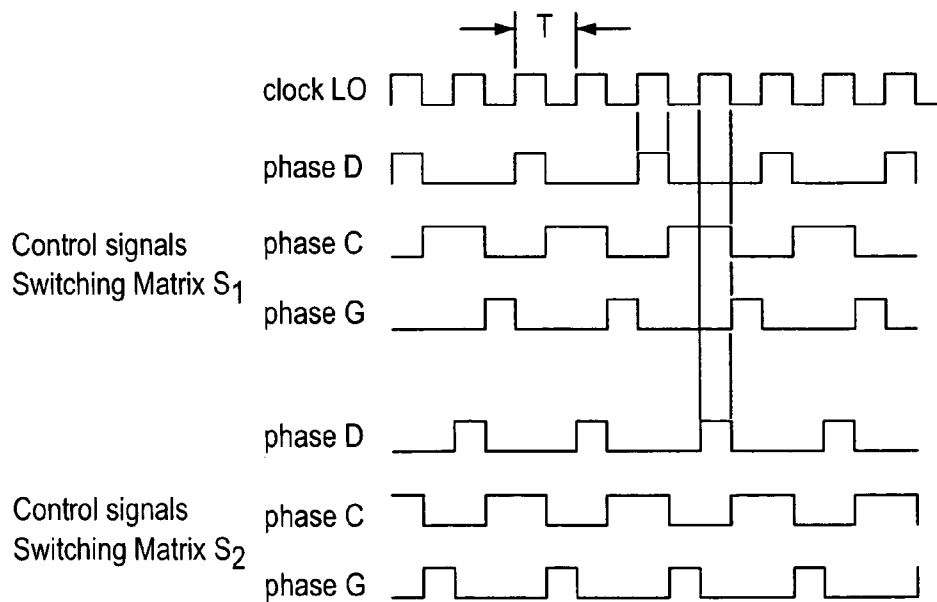 T
clock LO
phase D
Control signals
Switching Matrix S1
phase C
phase G
phase D
Control signals
Switching Matrix S2
phase C
phase G